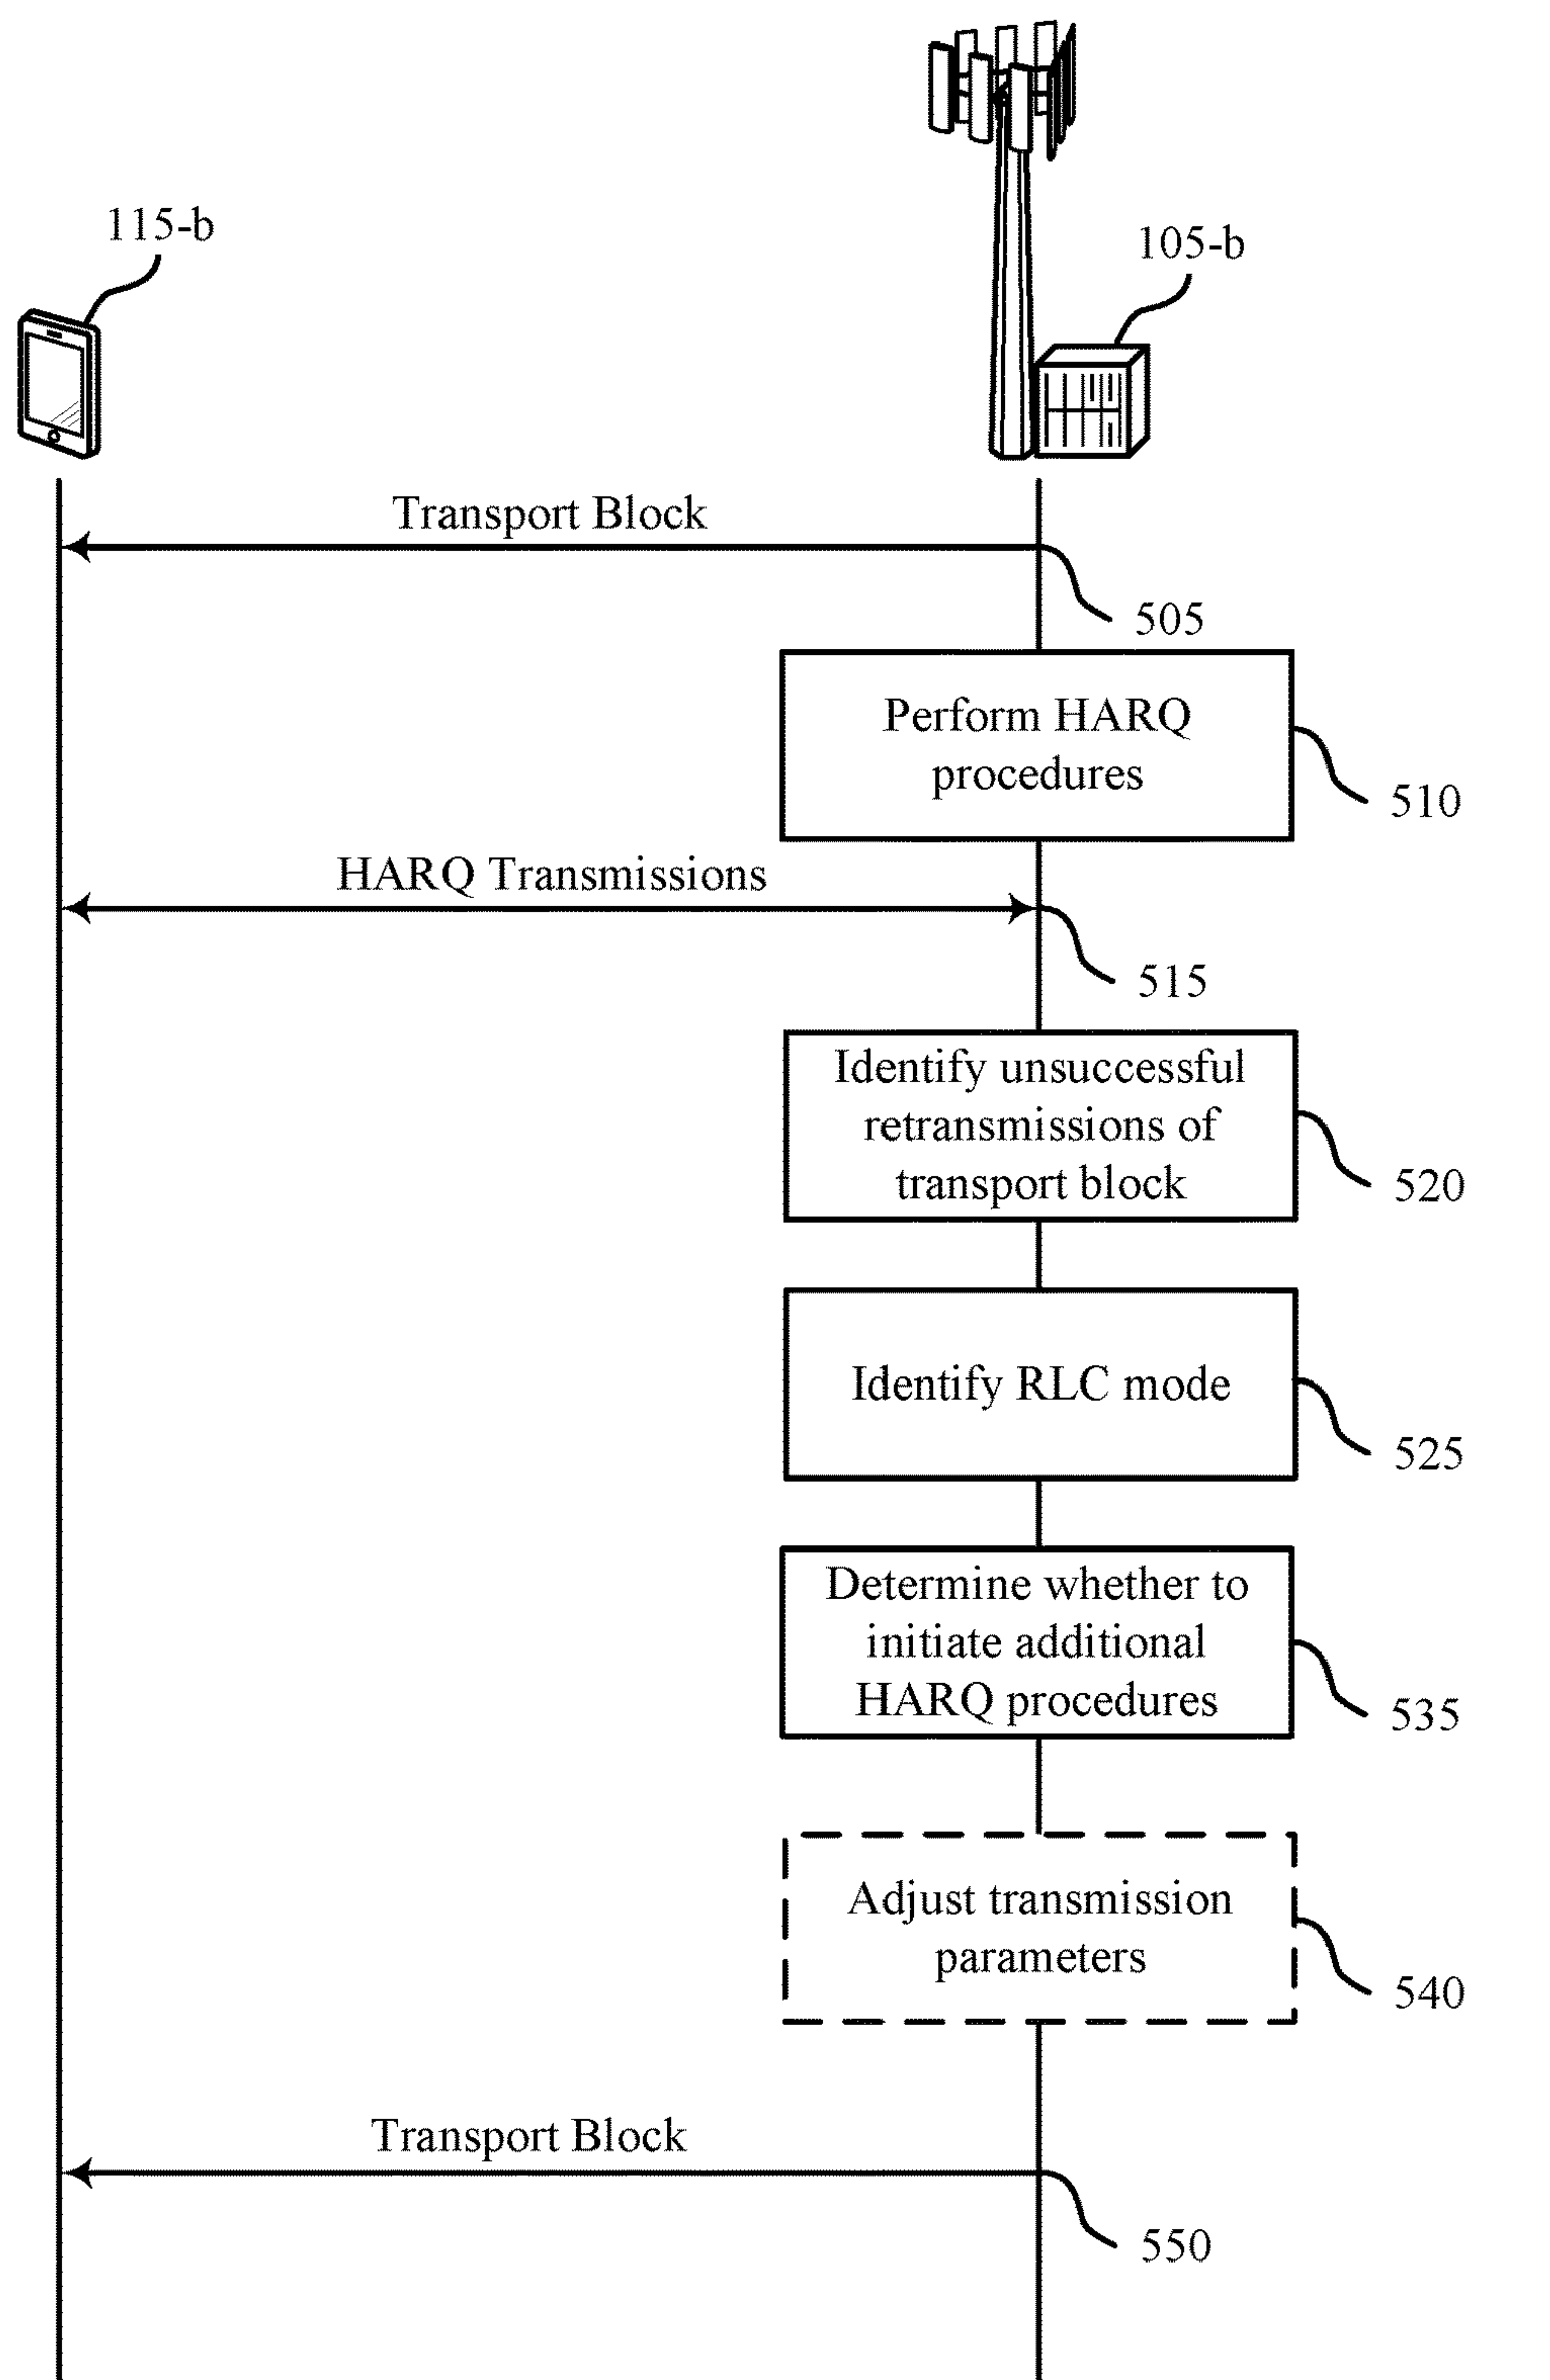 115-b
105-b
Transport Block
505
Perform HARQ
procedures
510
HARQ Transmissions
515
Identify unsuccessful
retransmissions of
transport block
520
Identify RLC mode
525
Determine whether to
initiate additional
HARQ procedures
535
Adjust transmission
parameters
540
Transport Block
550